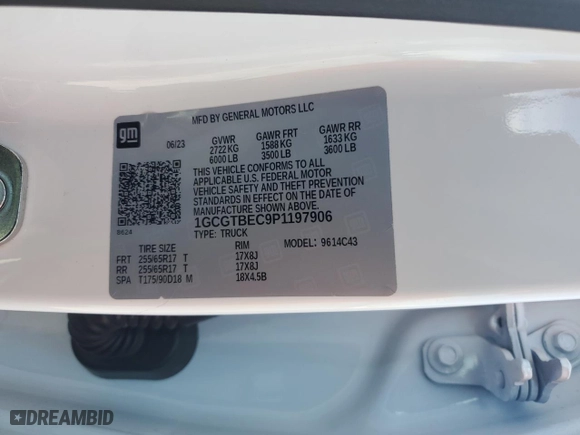 MFD BY GENERAL MOTORS LLC
gm
06/23 GVWR GAWR FRT GAWR RR
2722 KG 1588 KG 1633 KG
6000 LB 3500 LB 3600 LB
THIS VEHICLE CONFORMS TO ALL
APPLICABLE U.S. FEDERAL MOTOR
VEHICLE SAFETY AND THEFT PREVENTION
STANDARDS IN EFFECT ON THE DATE OF
MANUFACTURE SHOWN ABOVE.
1GCGTBEC9P1197906
8624
TYPE: TRUCK
TIRE SIZE RIM MODEL: 9614C43
FRT 255/65R17 T 17X8J
RR 255/65R17 T 17X8J
SPA T175/90D18 M 18X4.5B
DREAMBID